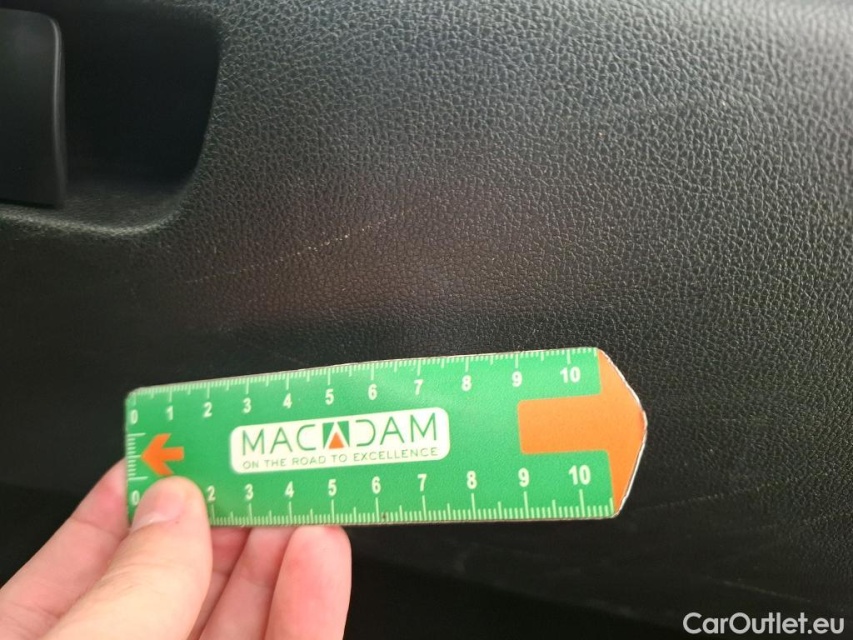 0 1 2 3 4 5 6 7 8 9 10
MACADAM
ON THE ROAD TO EXCELLENCE
0 2 3 4 5 6 7 8 9 10
CarOutlet.eu